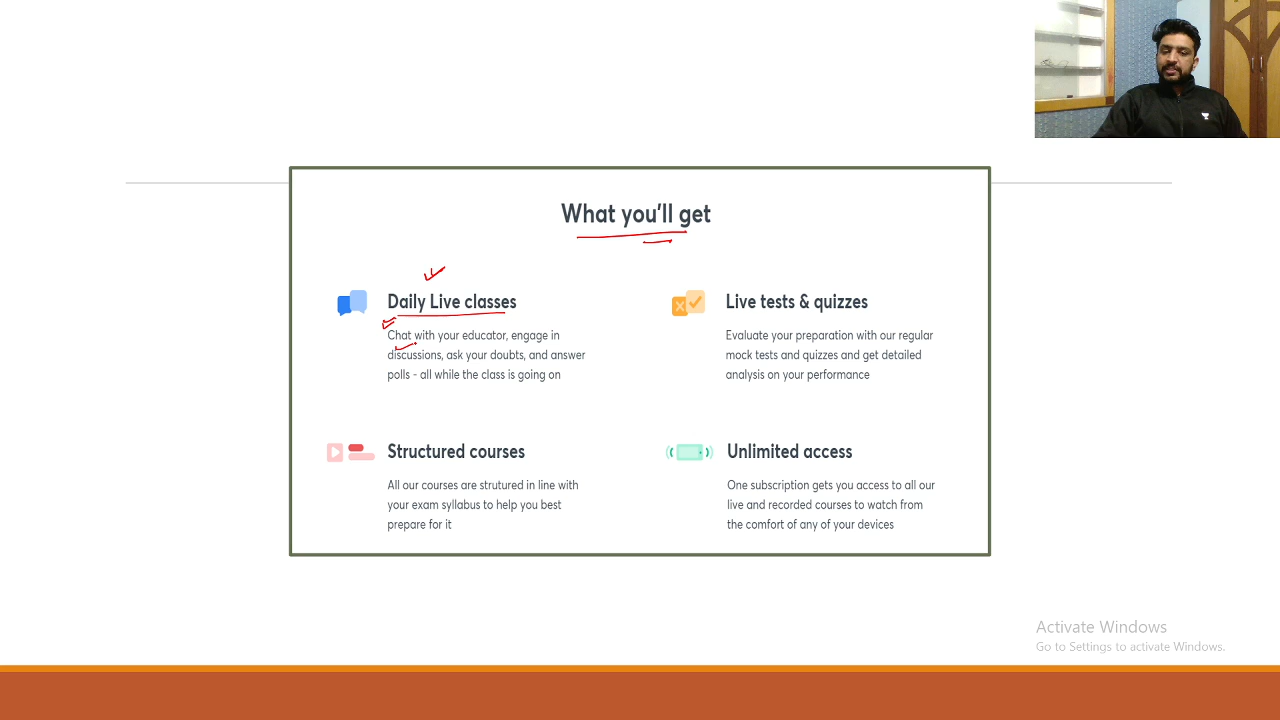 What you'll get
Daily Live classes
Chat with your educator, engage in
discussions, ask your doubts, and answer
polls - all while the class is going on
Live tests & quizzes
Evaluate your preparation with our regular
mock tests and quizzes and get detailed
analysis on your performance
Structured courses
All our courses are strutured in line with
your exam syllabus to help you best
prepare for it
Unlimited access
One subscription gets you access to all our
live and recorded courses to watch from
the comfort of any of your devices
Activate Windows
Go to Settings to activate Windows.